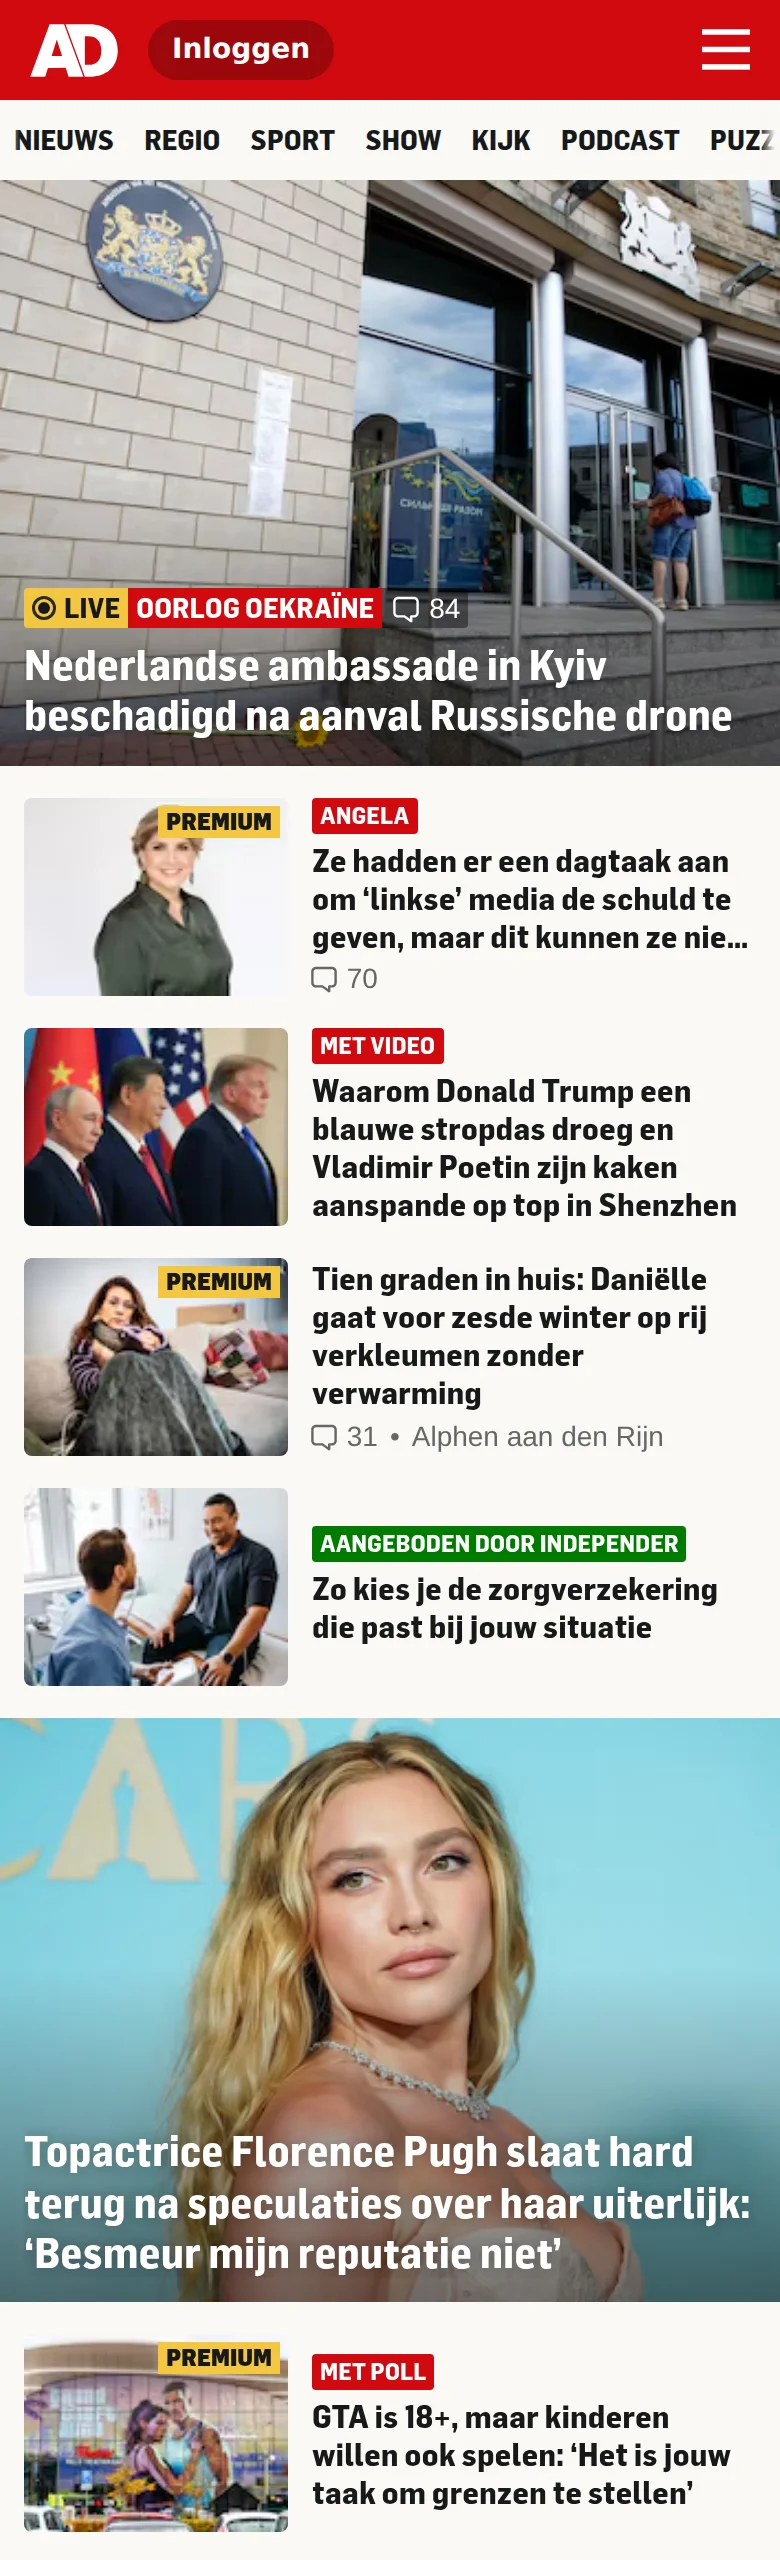 AD
Inloggen
NIEUWS REGIO SPORT SHOW KIJK PODCAST PUZZ
СИЛЬНІШІ РАЗОМ
LIVE OORLOG OEKRAÏNE 84
Nederlandse ambassade in Kyiv
beschadigd na aanval Russische drone
PREMIUM
ANGELA
Ze hadden er een dagtaak aan
om ‘linkse’ media de schuld te
geven, maar dit kunnen ze nie...
70
MET VIDEO
Waarom Donald Trump een
blauwe stropdas droeg en
Vladimir Poetin zijn kaken
aanspande op top in Shenzhen
PREMIUM
Tien graden in huis: Daniëlle
gaat voor zesde winter op rij
verkleumen zonder
verwarming
31 • Alphen aan den Rijn
AANGEBODEN DOOR INDEPENDER
Zo kies je de zorgverzekering
die past bij jouw situatie
Topactrice Florence Pugh slaat hard
terug na speculaties over haar uiterlijk:
‘Besmeur mijn reputatie niet’
PREMIUM
MET POLL
GTA is 18+, maar kinderen
willen ook spelen: ‘Het is jouw
taak om grenzen te stellen’